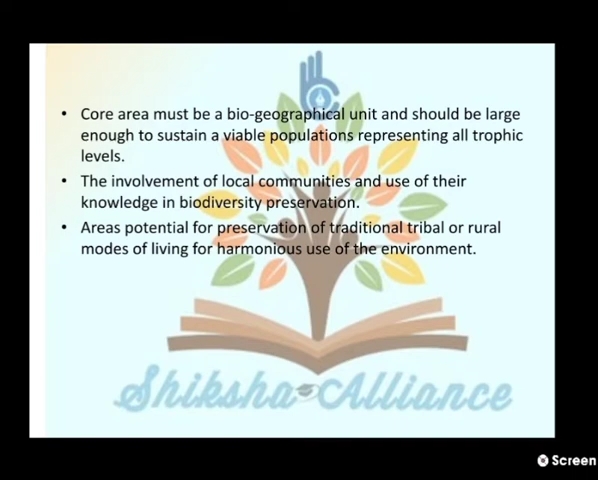 • Core area must be a bio-geographical unit and should be large
enough to sustain a viable populations representing all trophic
levels.
• The involvement of local communities and use of their
knowledge in biodiversity preservation.
• Areas potential for preservation of traditional tribal or rural
modes of living for harmonious use of the environment.
Shiksha Alliance
Screen